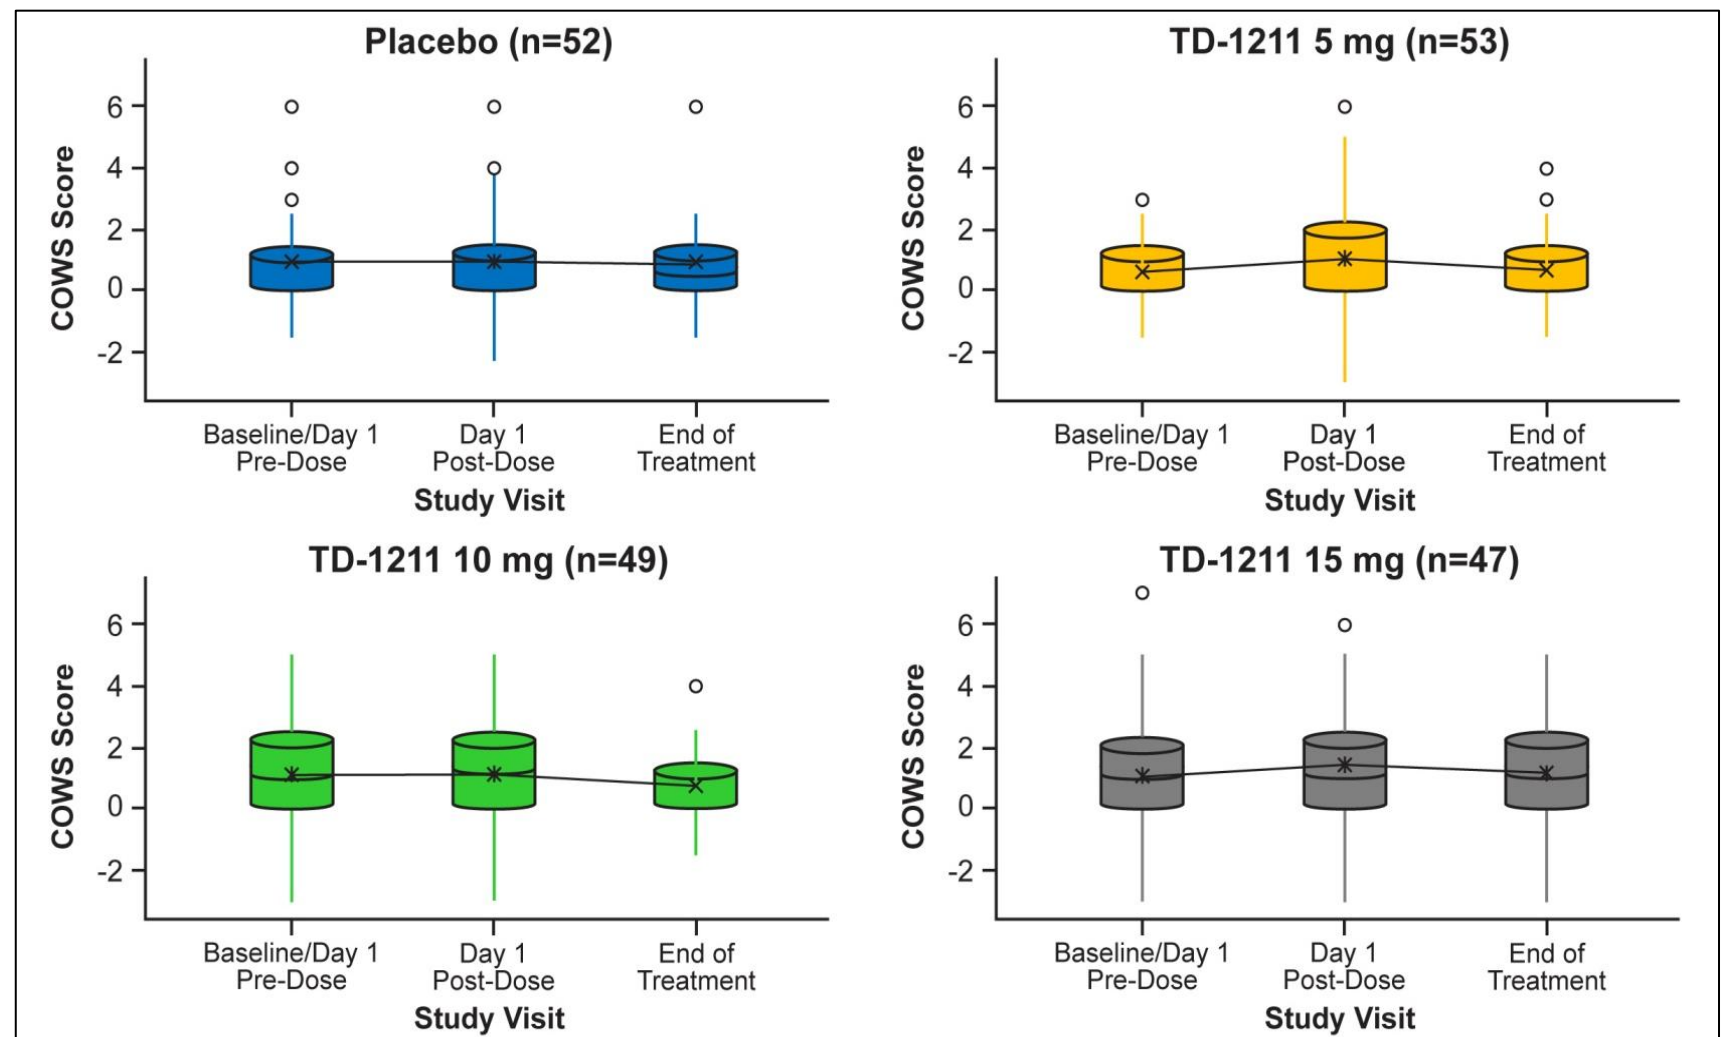 Placebo (n=52)
COWS Score
6
4
2
0
-2
Baseline/Day 1
Pre-Dose
Day 1
Post-Dose
End of
Treatment
Study Visit
TD-1211 5 mg (n=53)
COWS Score
6
4
2
0
-2
Baseline/Day 1
Pre-Dose
Day 1
Post-Dose
End of
Treatment
Study Visit
TD-1211 10 mg (n=49)
COWS Score
6
4
2
0
-2
Baseline/Day 1
Pre-Dose
Day 1
Post-Dose
End of
Treatment
Study Visit
TD-1211 15 mg (n=47)
COWS Score
6
4
2
0
-2
Baseline/Day 1
Pre-Dose
Day 1
Post-Dose
End of
Treatment
Study Visit